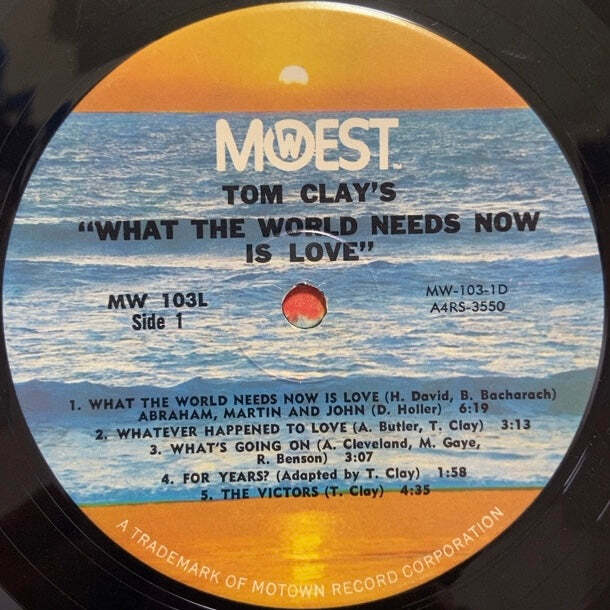 MOWEST
TOM CLAY'S
"WHAT THE WORLD NEEDS NOW
IS LOVE"
MW 103L
Side 1
MW-103-1D
A4RS-3550
1. WHAT THE WORLD NEEDS NOW IS LOVE (H. David, B. Bacharach)
ABRAHAM, MARTIN AND JOHN (D. Holler) 6:19
2. WHATEVER HAPPENED TO LOVE (A. Butler, T. Clay) 3:13
3. WHAT'S GOING ON (A. Cleveland, M. Gaye,
R. Benson) 3:07
4. FOR YEARS? (Adapted by T. Clay) 1:58
5. THE VICTORS (T. Clay) 4:35
A TRADEMARK OF MOTOWN RECORD CORPORATION